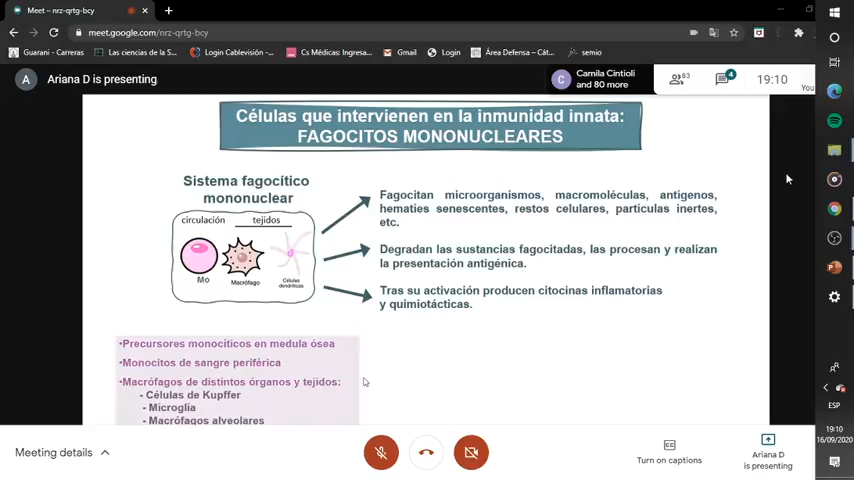 Meet – nrz-qrtg-bcy
meet.google.com/nrz-qrtg-bcy
Guarani - Carreras
Las ciencias de la S...
Login Cablevisión,...
Cs Médicas: Ingresa...
Gmail
Login
Área Defensa – Cát...
semio
A
Ariana D is presenting
C
Camila Cintioli
and 80 more
83
4
19:10
You
Células que intervienen en la inmunidad innata:
FAGOCITOS MONONUCLEARES
Sistema fagocítico
mononuclear
circulación
tejidos
Mo
Macrófago
Células
dendríticas
Fagocitan microorganismos, macromoléculas, antígenos,
hematíes senescentes, restos celulares, partículas inertes,
etc.
Degradan las sustancias fagocitadas, las procesan y realizan
la presentación antigénica.
Tras su activación producen citocinas inflamatorias
y quimiotácticas.
•Precursores monocíticos en medula ósea
•Monocitos de sangre periférica
•Macrófagos de distintos órganos y tejidos:
- Células de Kupffer
- Microglia
- Macrófagos alveolares
ESP
19:10
16/09/2020
Meeting details
Turn on captions
Ariana D
is presenting